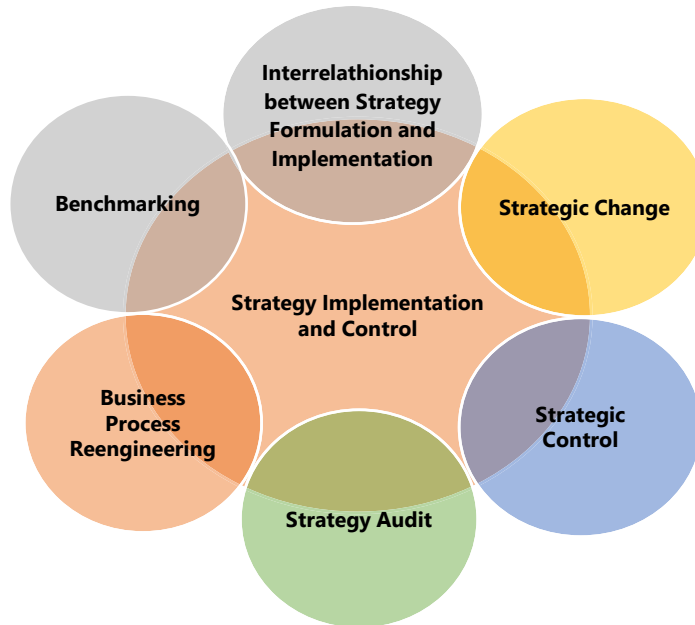 Interrelathionship
between Strategy
Formulation and
Implementation
Benchmarking
Strategic Change
Strategy Implementation
and Control
Business
Process
Reengineering
Strategic
Control
Strategy Audit